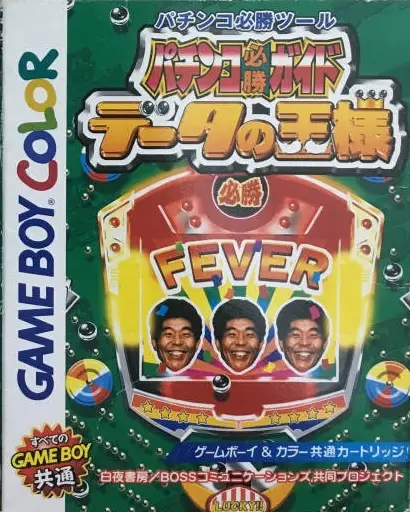 パチンコ必勝ツール
パチンコ必勝ガイド
データの王様
GAME BOY COLOR
必勝
FEVER
すべての
GAME BOY
共通
ゲームボーイ & カラー共通カートリッジ!
白夜書房/BOSSコミュニケーションズ,共同プロジェクト
LUCKY!!